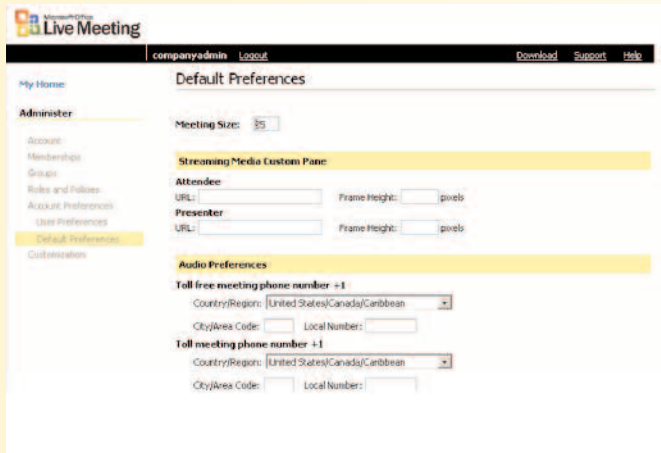 Microsoft Office
Live Meeting
companyadmin Logout Download Support Help
My Home
Administer
Account
Memberships
Groups
Roles and Policies
Account Preferences
User Preferences
Default Preferences
Customization
Default Preferences
Meeting Size: 25
Streaming Media Custom Pane
Attendee
URL: Frame Height: pixels
Presenter
URL: Frame Height: pixels
Audio Preferences
Toll free meeting phone number +1
Country/Region: United States/Canada/Caribbean
City/Area Code: Local Number:
Toll meeting phone number +1
Country/Region: United States/Canada/Caribbean
City/Area Code: Local Number: